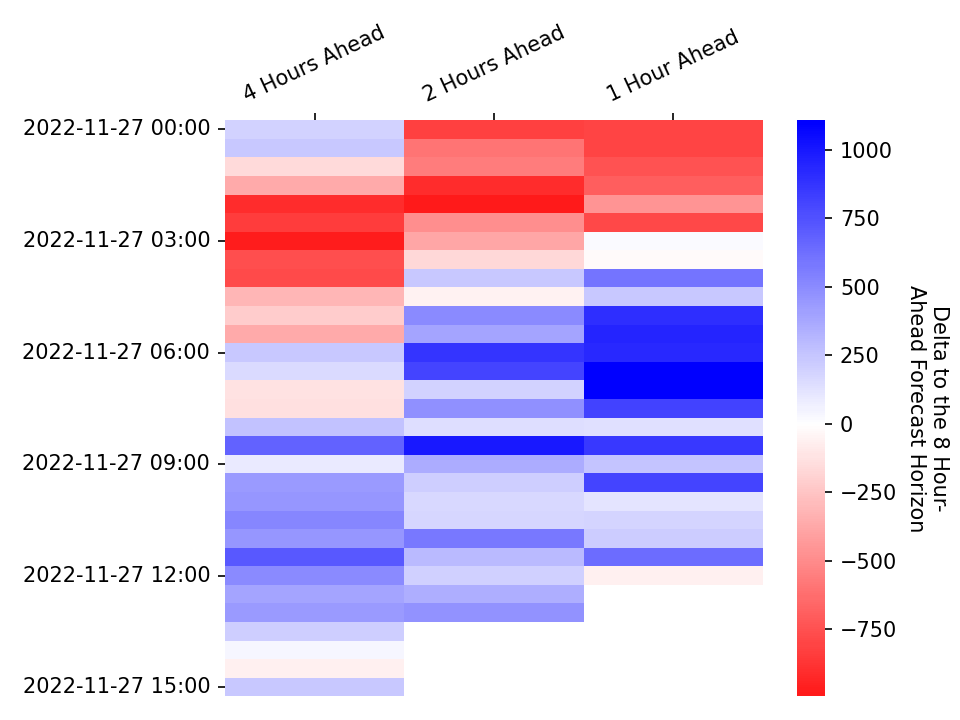 4 Hours Ahead
2 Hours Ahead
1 Hour Ahead
2022-11-27 00:00
2022-11-27 03:00
2022-11-27 06:00
2022-11-27 09:00
2022-11-27 12:00
2022-11-27 15:00
1000
750
500
250
0
−250
−500
−750
Delta to the 8 Hour-
Ahead Forecast Horizon